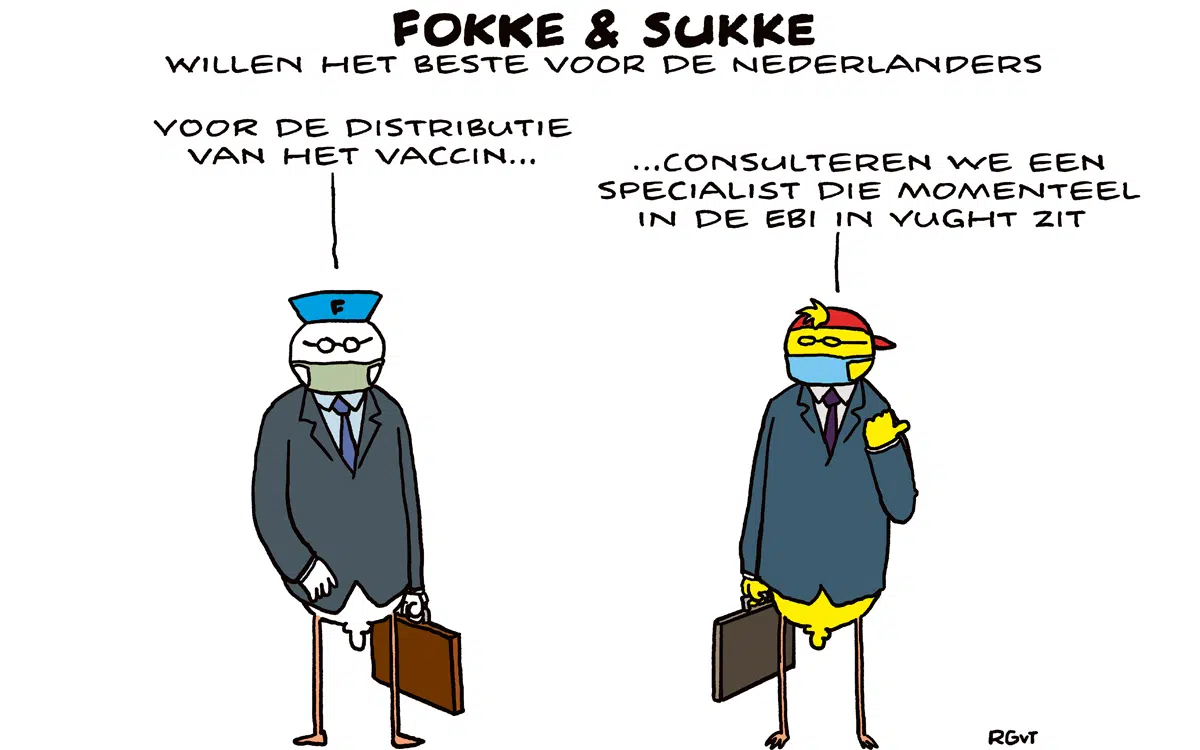 FOKKE & SUKKE
WILLEN HET BESTE VOOR DE NEDERLANDERS
VOOR DE DISTRIBUTIE
VAN HET VACCIN...
...CONSULTEREN WE EEN
SPECIALIST DIE MOMENTEEL
IN DE EBI IN VUGHT ZIT
F
RGvT